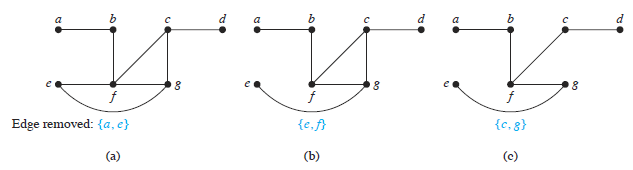 a b c d a b c d a b c d
e f g e f g e f g
Edge removed: {a, e} {e, f} {c, g}
(a) (b) (c)